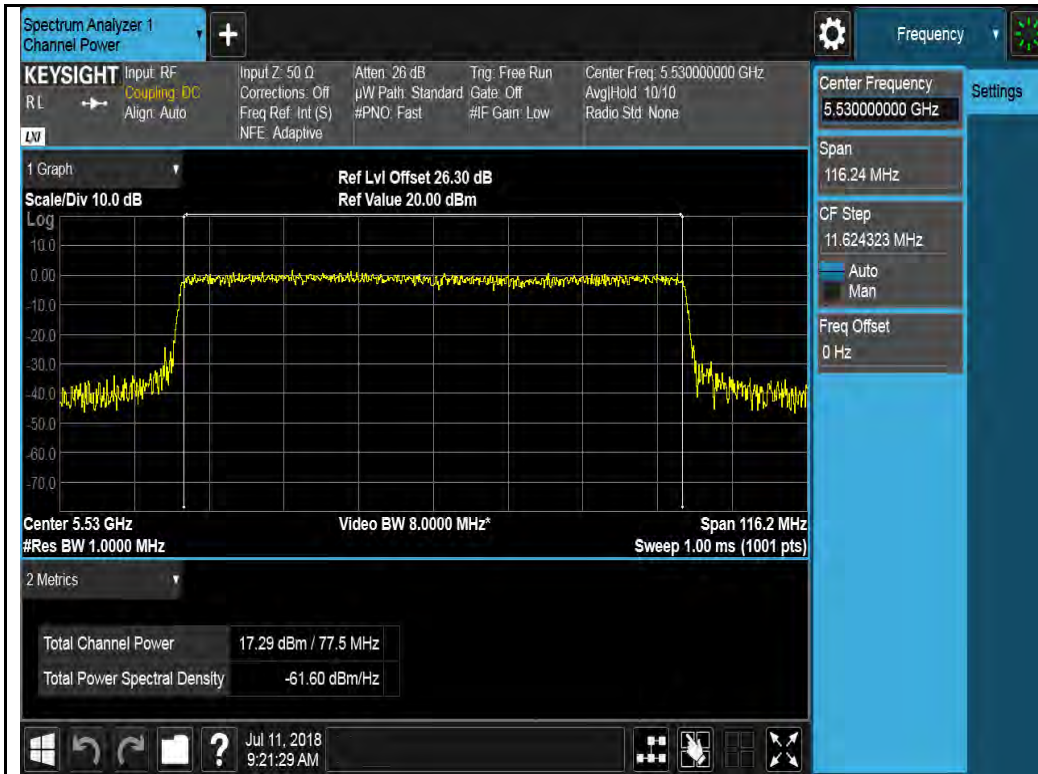 Spectrum Analyzer 1
Channel Power
+
Frequency
KEYSIGHT
RL
LXI
Input: RF
Coupling: DC
Align: Auto
Input Z: 50 Ω
Corrections: Off
Freq Ref: Int (S)
NFE: Adaptive
Atten: 26 dB
µW Path: Standard
#PNO: Fast
Trig: Free Run
Gate: Off
#IF Gain: Low
Center Freq: 5.530000000 GHz
Avg|Hold: 10/10
Radio Std: None
Center Frequency
5.530000000 GHz
Settings
Span
116.24 MHz
CF Step
11.624323 MHz
Auto
Man
Freq Offset
0 Hz
1 Graph
Scale/Div 10.0 dB
Ref Lvl Offset 26.30 dB
Ref Value 20.00 dBm
Log
10.0
0.00
-10.0
-20.0
-30.0
-40.0
-50.0
-60.0
-70.0
Center 5.53 GHz
#Res BW 1.0000 MHz
Video BW 8.0000 MHz*
Span 116.2 MHz
Sweep 1.00 ms (1001 pts)
2 Metrics
Total Channel Power 17.29 dBm / 77.5 MHz
Total Power Spectral Density -61.60 dBm/Hz
?
Jul 11, 2018
9:21:29 AM